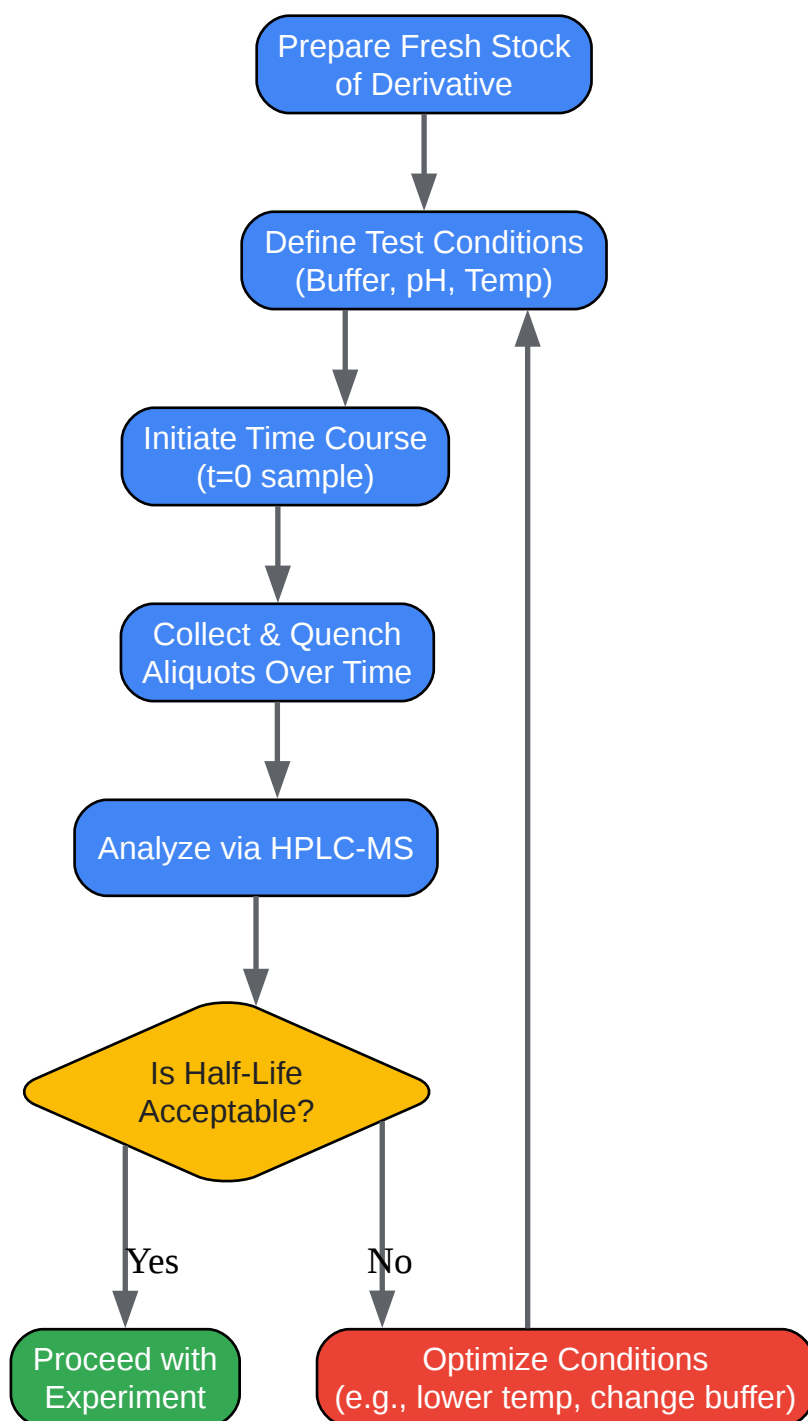 Prepare Fresh Stock
of Derivative
Define Test Conditions
(Buffer, pH, Temp)
Initiate Time Course
(t=0 sample)
Collect & Quench
Aliquots Over Time
Analyze via HPLC-MS
Is Half-Life
Acceptable?
Yes
No
Proceed with
Experiment
Optimize Conditions
(e.g., lower temp, change buffer)